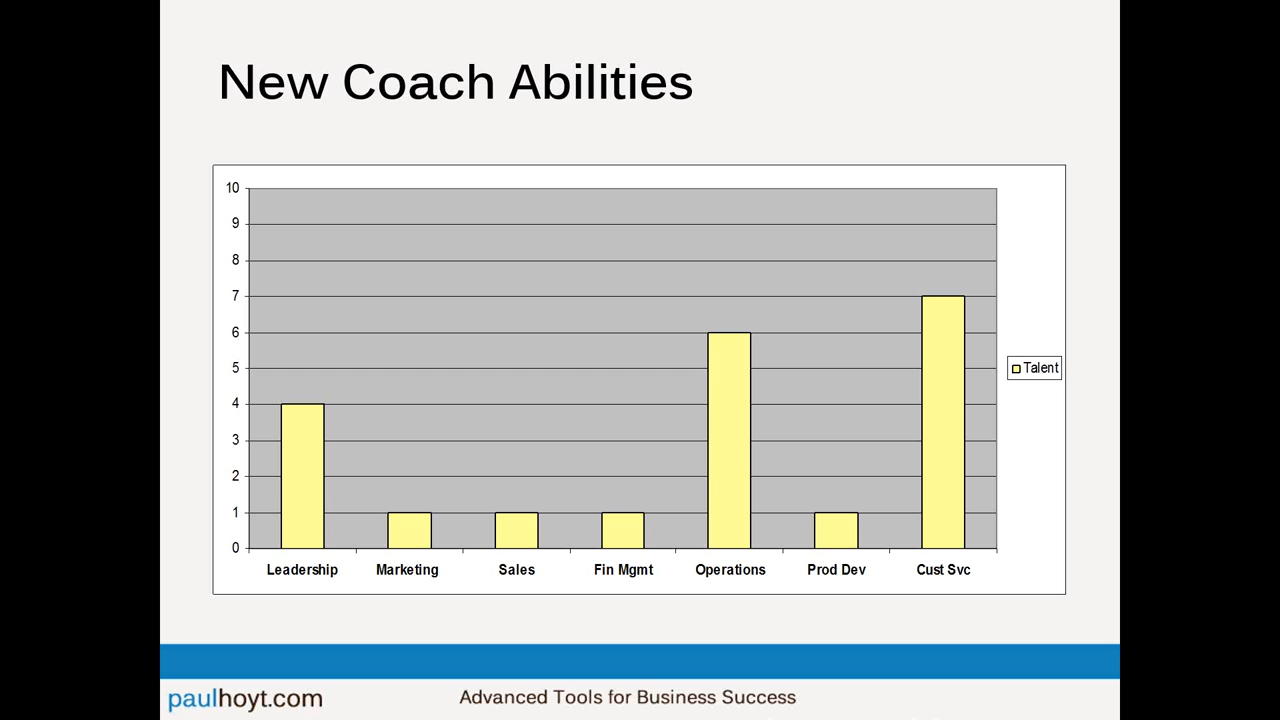 New Coach Abilities
10
9
8
7
6
5
4
3
2
1
0
Talent
Leadership Marketing Sales Fin Mgmt Operations Prod Dev Cust Svc
paulhoyt.com Advanced Tools for Business Success